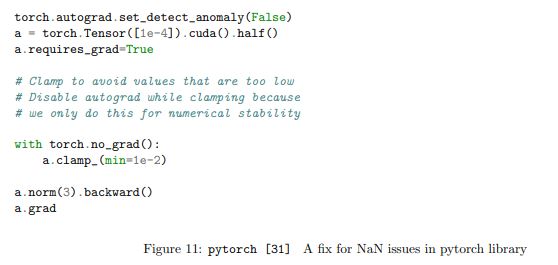 torch.autograd.set_detect_anomaly(False)
a = torch.Tensor([1e-4]).cuda().half()
a.requires_grad=True
# Clamp to avoid values that are too low
# Disable autograd while clamping because
# we only do this for numerical stability
with torch.no_grad():
    a.clamp_(min=1e-2)
a.norm(3).backward()
a.grad
Figure 11: pytorch [31] A fix for NaN issues in pytorch library